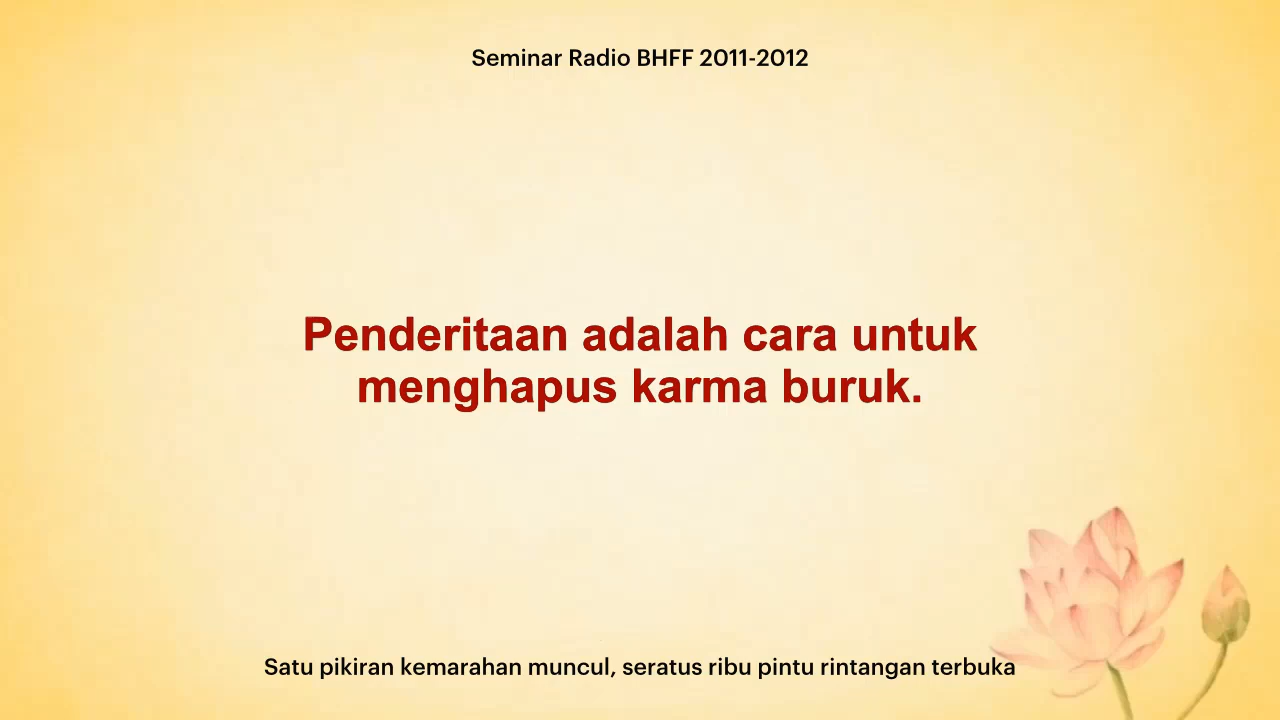 Seminar Radio BHFF 2011-2012
Penderitaan adalah cara untuk
menghapus karma buruk.
Satu pikiran kemarahan muncul, seratus ribu pintu rintangan terbuka